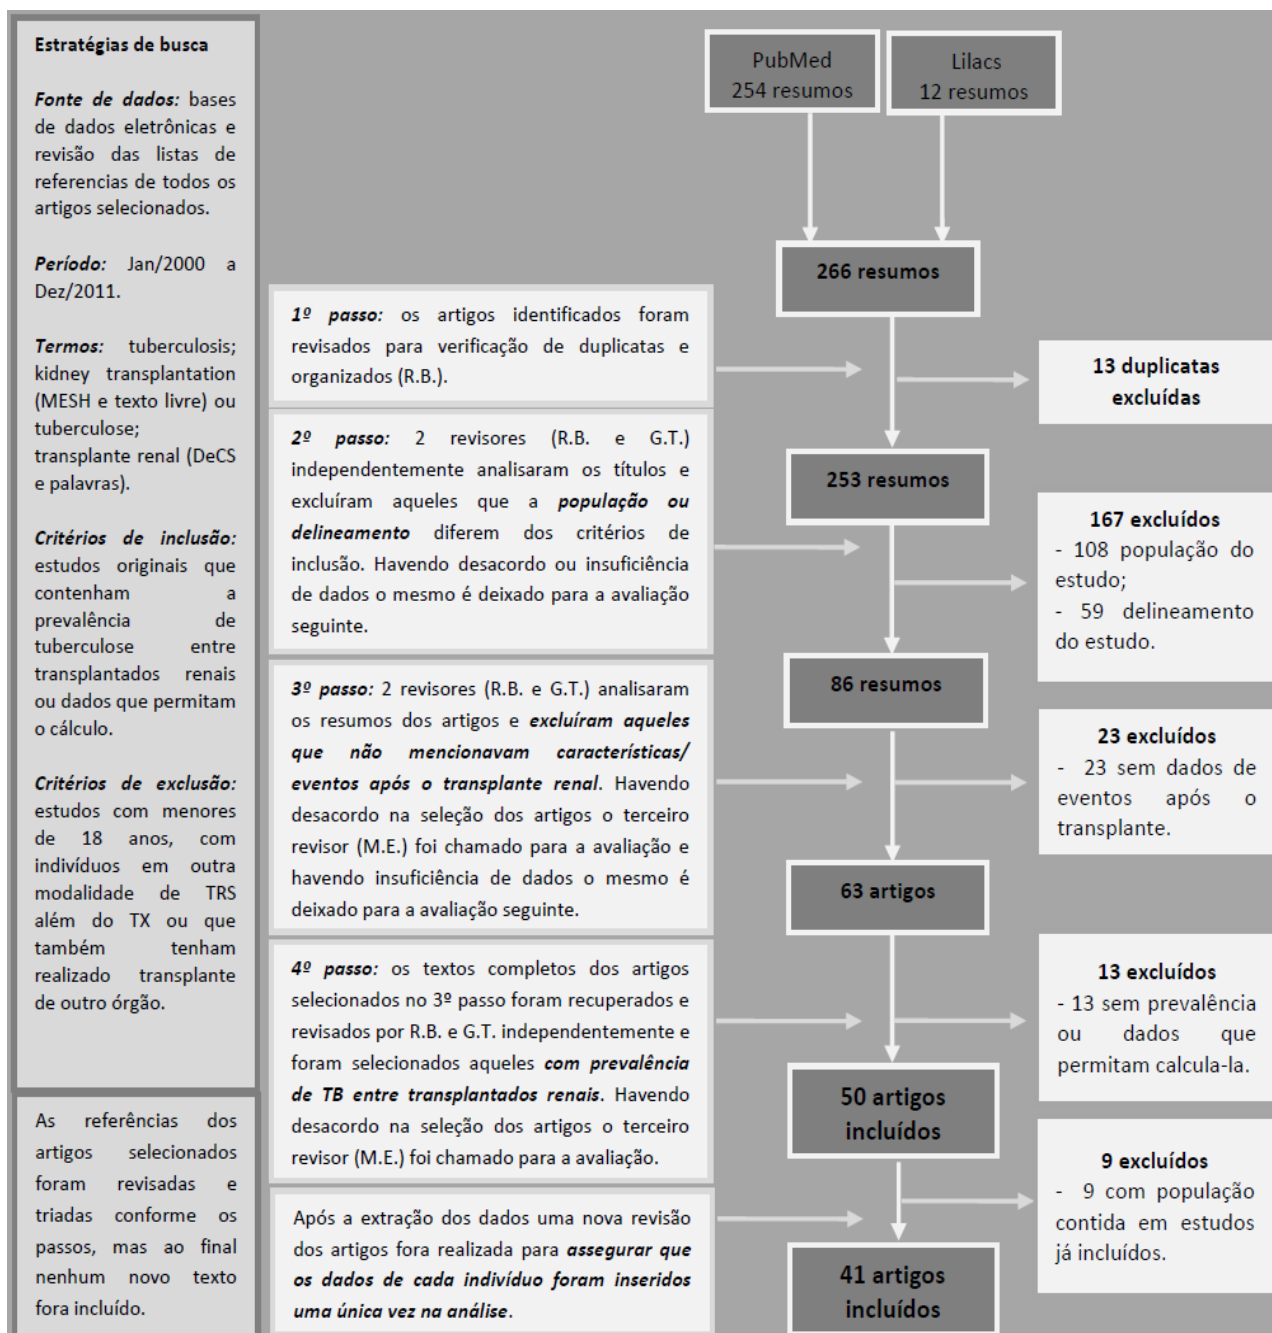 Estratégias de busca
Fonte de dados: bases
de dados eletrônicas e
revisão das listas de
referencias de todos os
artigos selecionados.
Período: Jan/2000 a
Dez/2011.
Termos: tuberculosis;
kidney transplantation
(MESH e texto livre) ou
tuberculose;
transplante renal (DeCS
e palavras).
Critérios de inclusão:
estudos originais que
contenham a
prevalência de
tuberculose entre
transplantados renais
ou dados que permitam
o cálculo.
Critérios de exclusão:
estudos com menores
de 18 anos, com
indivíduos em outra
modalidade de TRS
além do TX ou que
também tenham
realizado transplante
de outro órgão.
As referências dos
artigos selecionados
foram revisadas e
triadas conforme os
passos, mas ao final
nenhum novo texto
fora incluído.
1º passo: os artigos identificados foram
revisados para verificação de duplicatas e
organizados (R.B.).
2º passo: 2 revisores (R.B. e G.T.)
independentemente analisaram os títulos e
excluíram aqueles que a população ou
delineamento diferem dos critérios de
inclusão. Havendo desacordo ou insuficiência
de dados o mesmo é deixado para a avaliação
seguinte.
3º passo: 2 revisores (R.B. e G.T.) analisaram
os resumos dos artigos e excluíram aqueles
que não mencionavam características/
eventos após o transplante renal. Havendo
desacordo na seleção dos artigos o terceiro
revisor (M.E.) foi chamado para a avaliação e
havendo insuficiência de dados o mesmo é
deixado para a avaliação seguinte.
4º passo: os textos completos dos artigos
selecionados no 3º passo foram recuperados e
revisados por R.B. e G.T. independentemente e
foram selecionados aqueles com prevalência
de TB entre transplantados renais. Havendo
desacordo na seleção dos artigos o terceiro
revisor (M.E.) foi chamado para a avaliação.
Após a extração dos dados uma nova revisão
dos artigos fora realizada para assegurar que
os dados de cada indivíduo foram inseridos
uma única vez na análise.
PubMed
254 resumos
Lilacs
12 resumos
266 resumos
253 resumos
86 resumos
63 artigos
50 artigos
incluídos
41 artigos
incluídos
13 duplicatas
excluídas
167 excluídos
- 108 população do
estudo;
- 59 delineamento
do estudo.
23 excluídos
- 23 sem dados de
eventos após o
transplante.
13 excluídos
- 13 sem prevalência
ou dados que
permitam calcula-la.
9 excluídos
- 9 com população
contida em estudos
já incluídos.